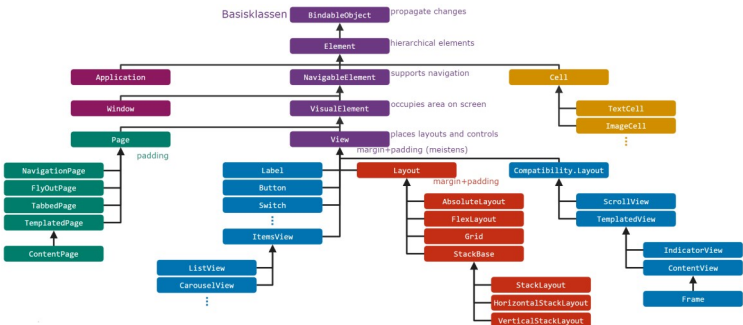 Basisklassen
BindableObject
propagate changes
Element
hierarchical elements
Application
NavigableElement
supports navigation
Cell
Window
VisualElement
occupies area on screen
TextCell
ImageCell
Page
View
places layouts and controls
padding
margin+padding (meistens)
NavigationPage
Label
Layout
Compatibility.Layout
FlyOutPage
Button
margin+padding
TabbedPage
Switch
AbsoluteLayout
ScrollView
TemplatedPage
FlexLayout
TemplatedView
ItemsView
Grid
ContentPage
StackBase
IndicatorView
ListView
ContentView
CarouselView
StackLayout
Frame
HorizontalStackLayout
VerticalStackLayout